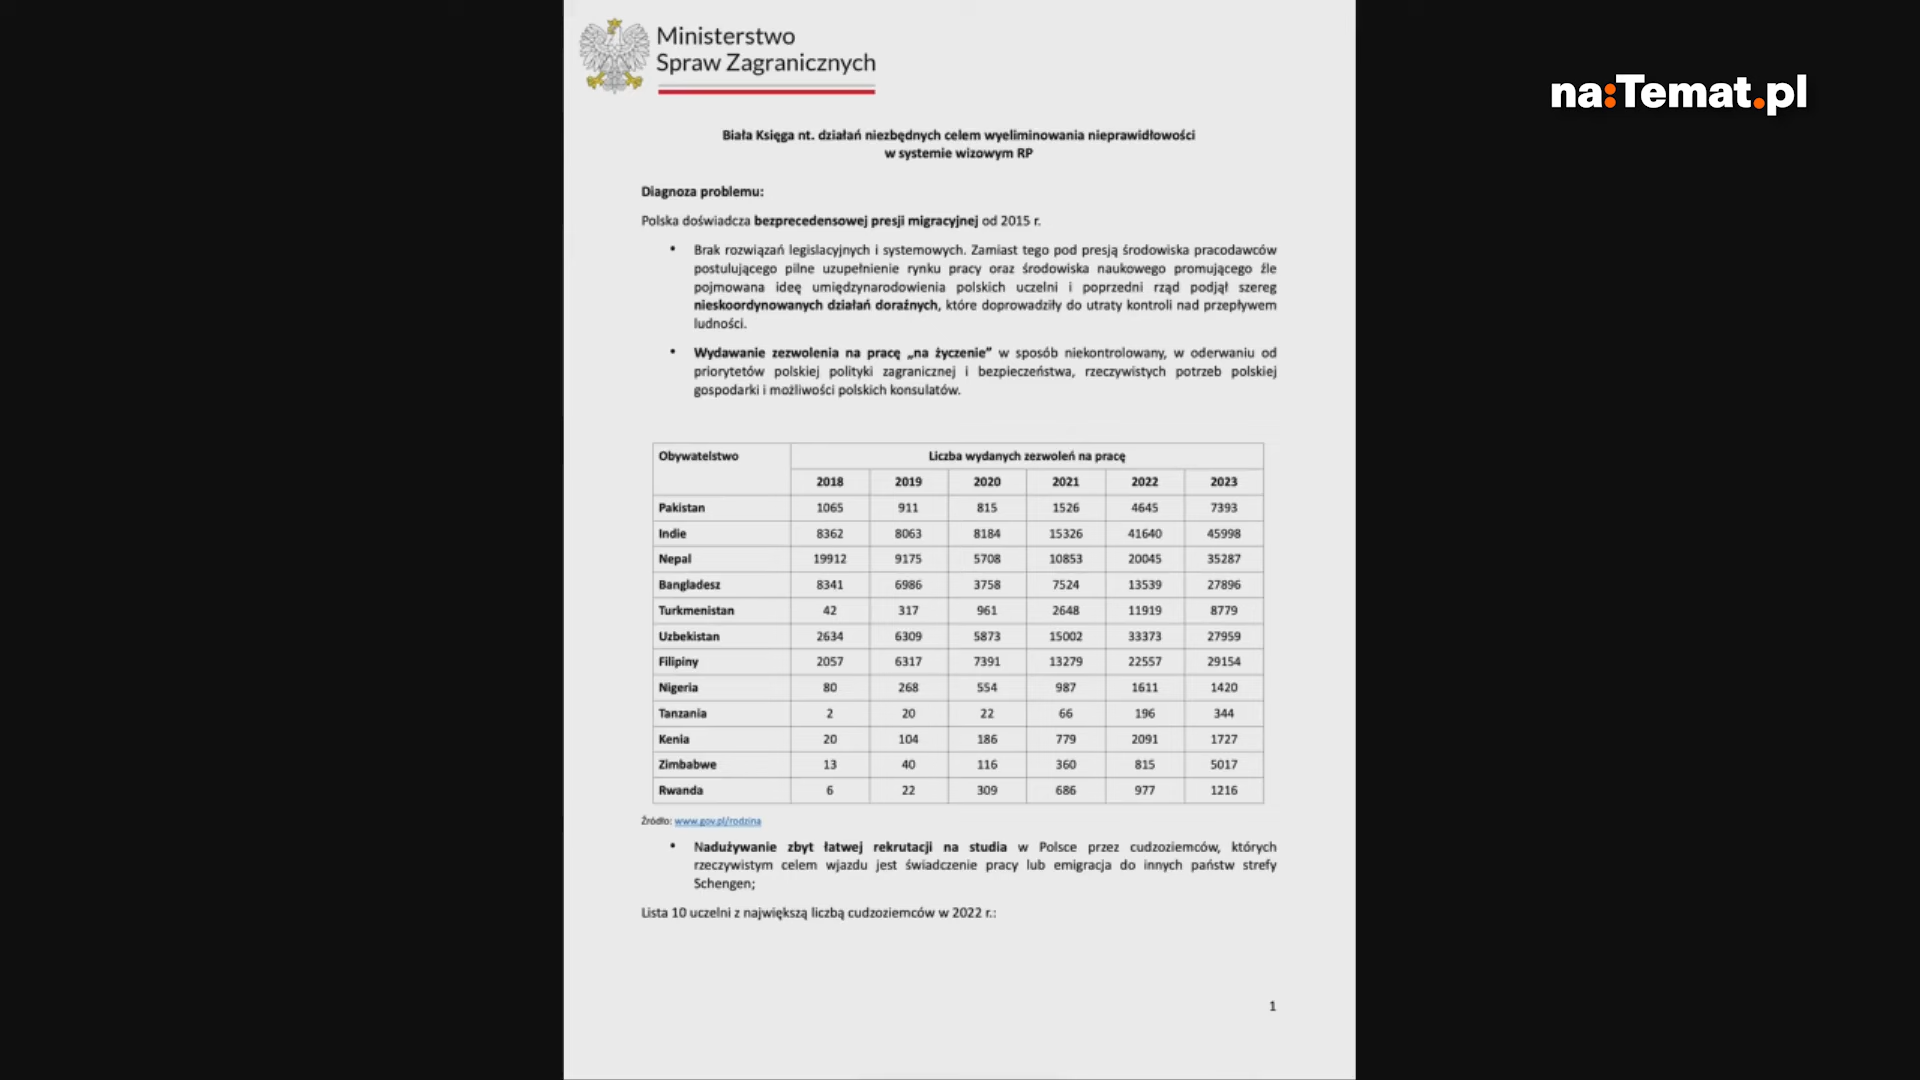 Ministerstwo
Spraw Zagranicznych
na:Temat.pl
Biała Księga nt. działań niezbędnych celem wyeliminowania nieprawidłowości
w systemie wizowym RP
Diagnoza problemu:
Polska doświadcza bezprecedensowej presji migracyjnej od 2015 r.
• Brak rozwiązań legislacyjnych i systemowych. Zamiast tego pod presją środowiska pracodawców
postulującego pilne uzupełnienie rynku pracy oraz środowiska naukowego promującego źle
pojmowana ideę umiędzynarodowienia polskich uczelni i poprzedni rząd podjął szereg
nieskoordynowanych działań doraźnych, które doprowadziły do utraty kontroli nad przepływem
ludności.
• Wydawanie zezwolenia na pracę „na życzenie” w sposób niekontrolowany, w oderwaniu od
priorytetów polskiej polityki zagranicznej i bezpieczeństwa, rzeczywistych potrzeb polskiej
gospodarki i możliwości polskich konsulatów.
Obywatelstwo Liczba wydanych zezwoleń na pracę
2018 2019 2020 2021 2022 2023
Pakistan 1065 911 815 1526 4645 7393
Indie 8362 8063 8184 15326 41640 45998
Nepal 19912 9175 5708 10853 20045 35287
Bangladesz 8341 6986 3758 7524 13539 27896
Turkmenistan 42 317 961 2648 11919 8779
Uzbekistan 2634 6309 5873 15002 33373 27959
Filipiny 2057 6317 7391 13279 22557 29154
Nigeria 80 268 554 987 1611 1420
Tanzania 2 20 22 66 196 344
Kenia 20 104 186 779 2091 1727
Zimbabwe 13 40 116 360 815 5017
Rwanda 6 22 309 686 977 1216
Źródło: www.gov.pl/rodzina
• Nadużywanie zbyt łatwej rekrutacji na studia w Polsce przez cudzoziemców, których
rzeczywistym celem wjazdu jest świadczenie pracy lub emigracja do innych państw strefy
Schengen;
Lista 10 uczelni z największą liczbą cudzoziemców w 2022 r.:
1